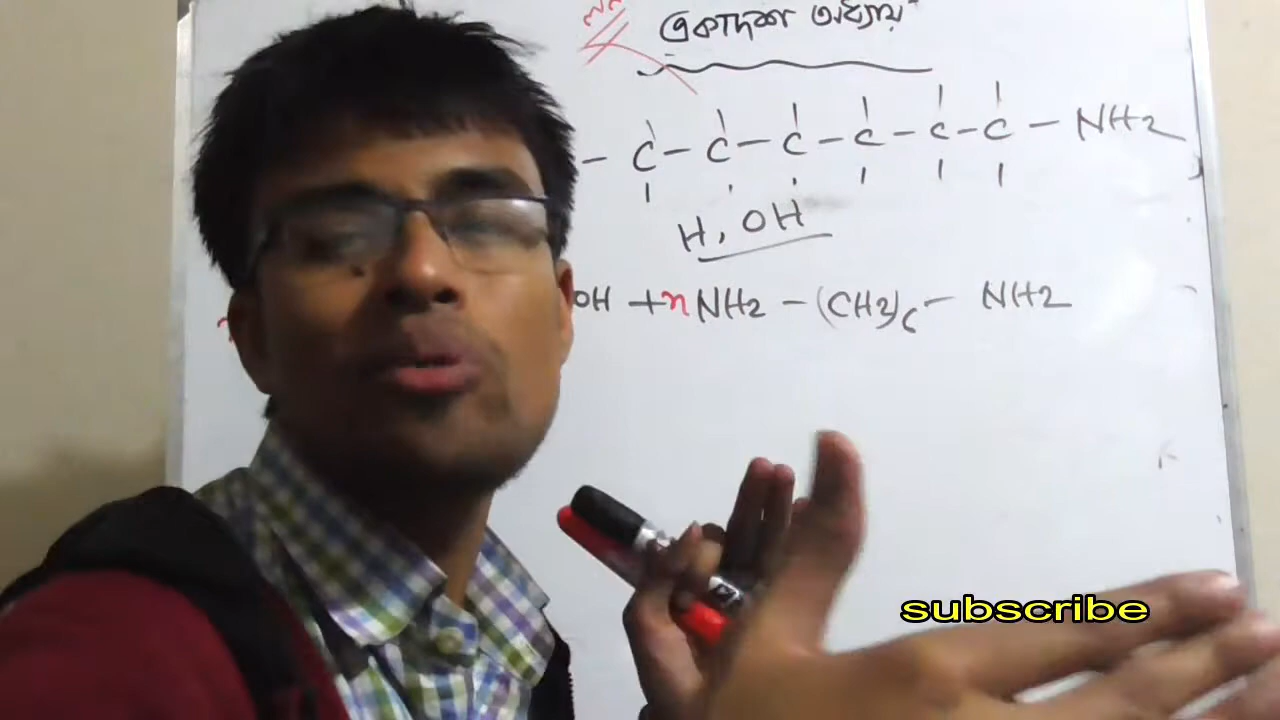 একাদশ অধ্যায়
- C - C - C - C - C - C - NH2
H, OH
OH + n NH2 - (CH2)6 - NH2
subscribe